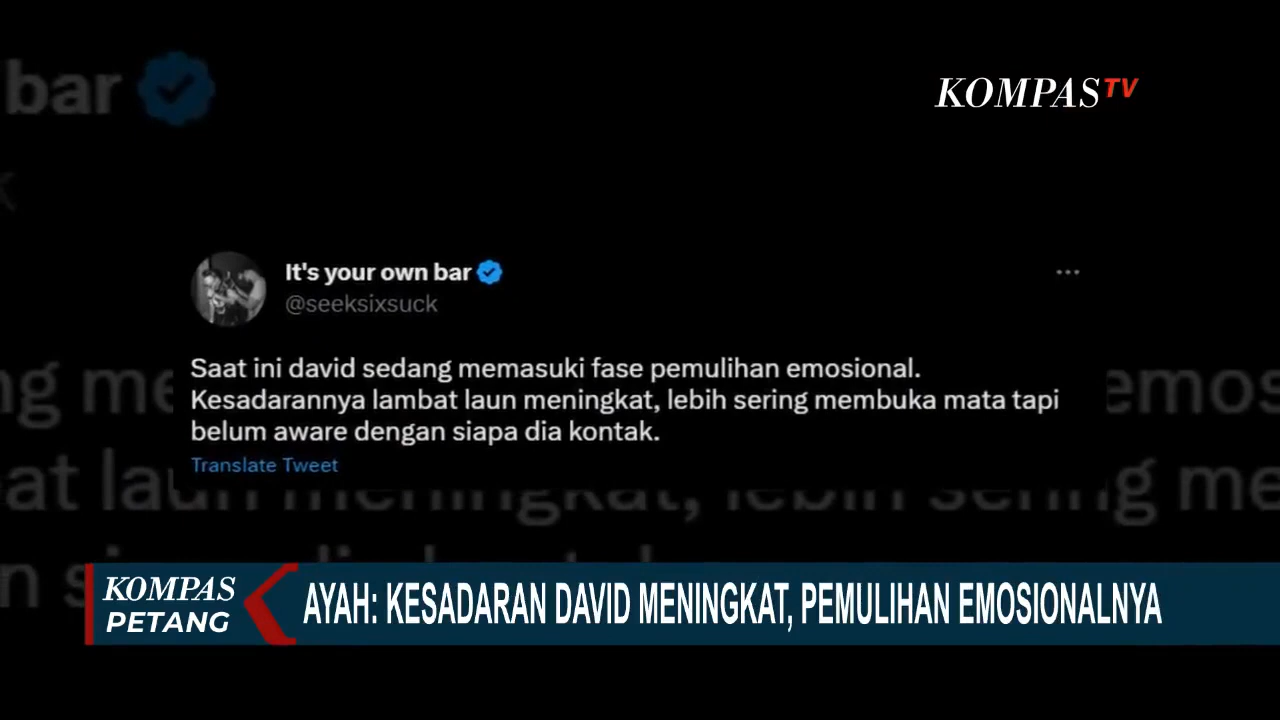 bar
KOMPASTV
It's your own bar
@seeksixsuck
Saat ini david sedang memasuki fase pemulihan emosional.
Kesadarannya lambat laun meningkat, lebih sering membuka mata tapi
belum aware dengan siapa dia kontak.
Translate Tweet
KOMPAS
PETANG
AYAH: KESADARAN DAVID MENINGKAT, PEMULIHAN EMOSIONALNYA